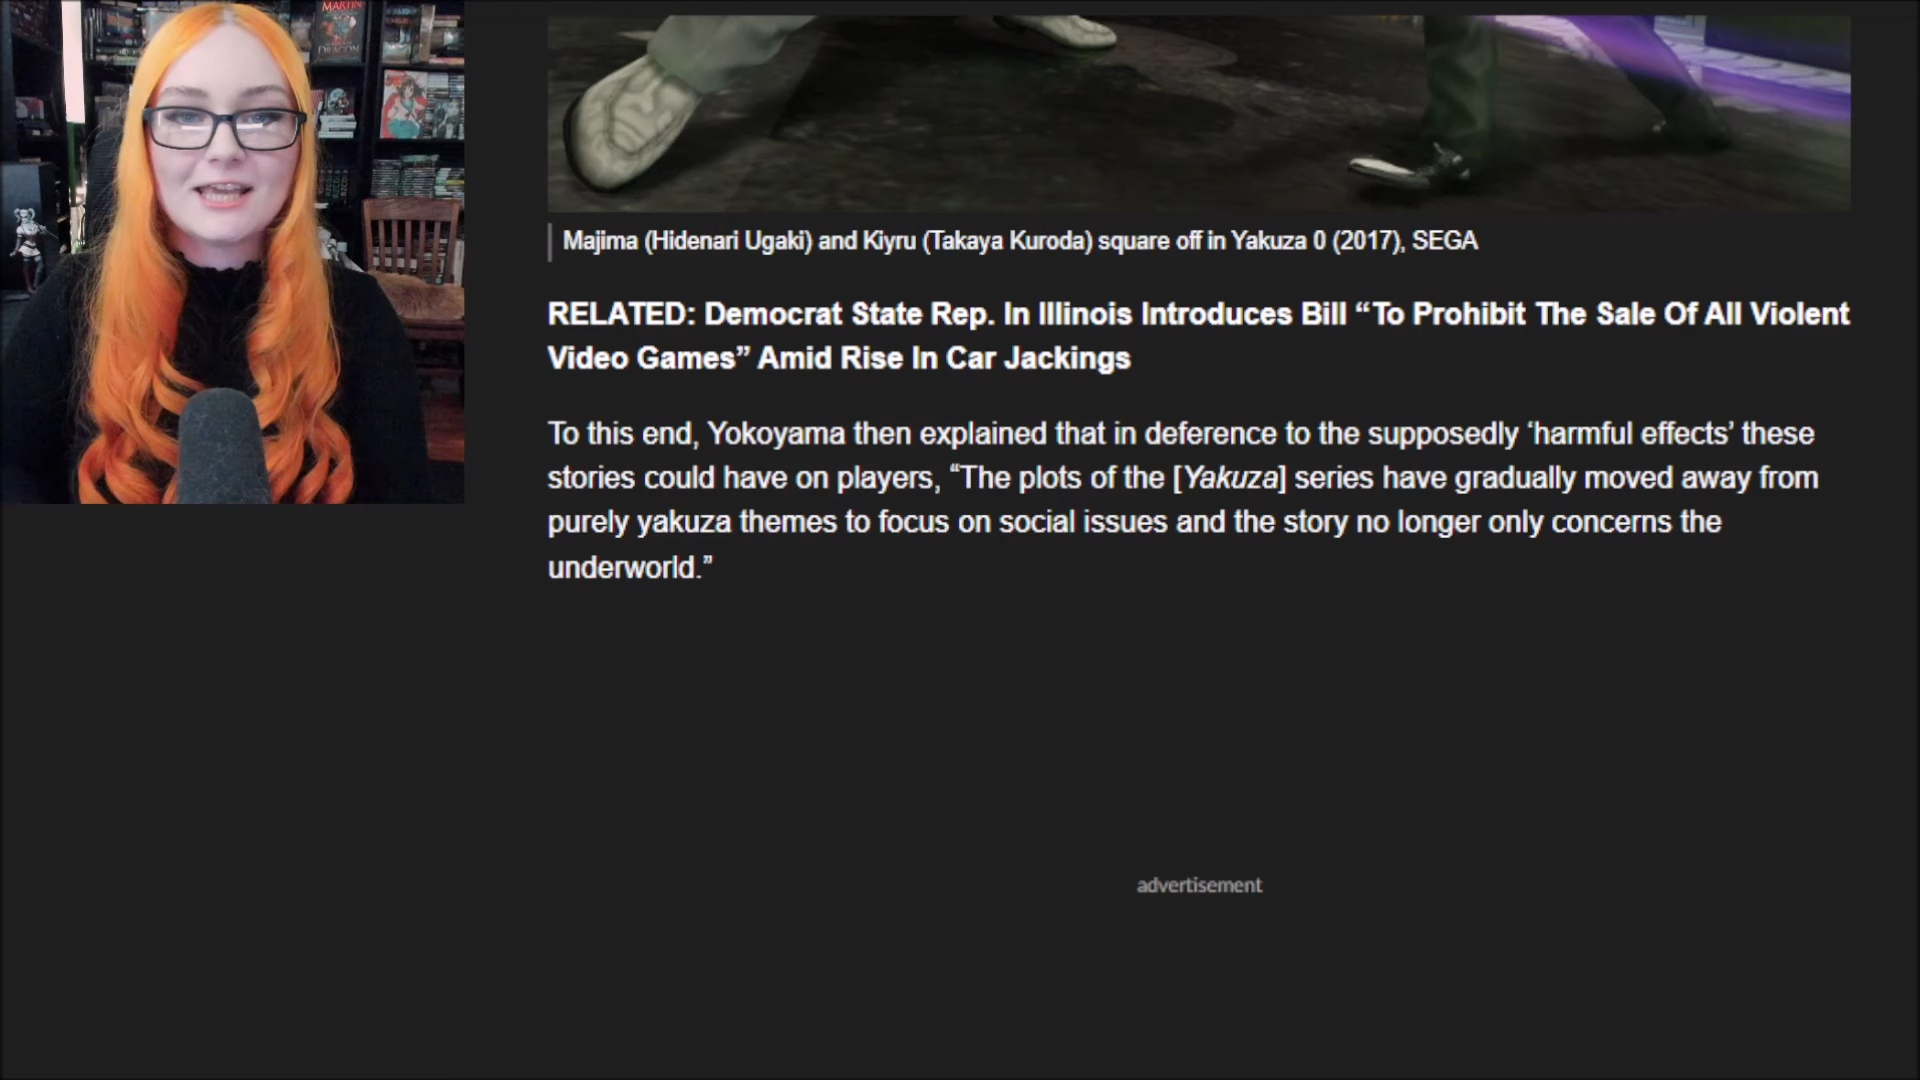 MARTIN
DRAGON
Majima (Hidenari Ugaki) and Kiyru (Takaya Kuroda) square off in Yakuza 0 (2017), SEGA
RELATED: Democrat State Rep. In Illinois Introduces Bill “To Prohibit The Sale Of All Violent
Video Games” Amid Rise In Car Jackings
To this end, Yokoyama then explained that in deference to the supposedly ‘harmful effects’ these
stories could have on players, “The plots of the [Yakuza] series have gradually moved away from
purely yakuza themes to focus on social issues and the story no longer only concerns the
underworld.”
advertisement